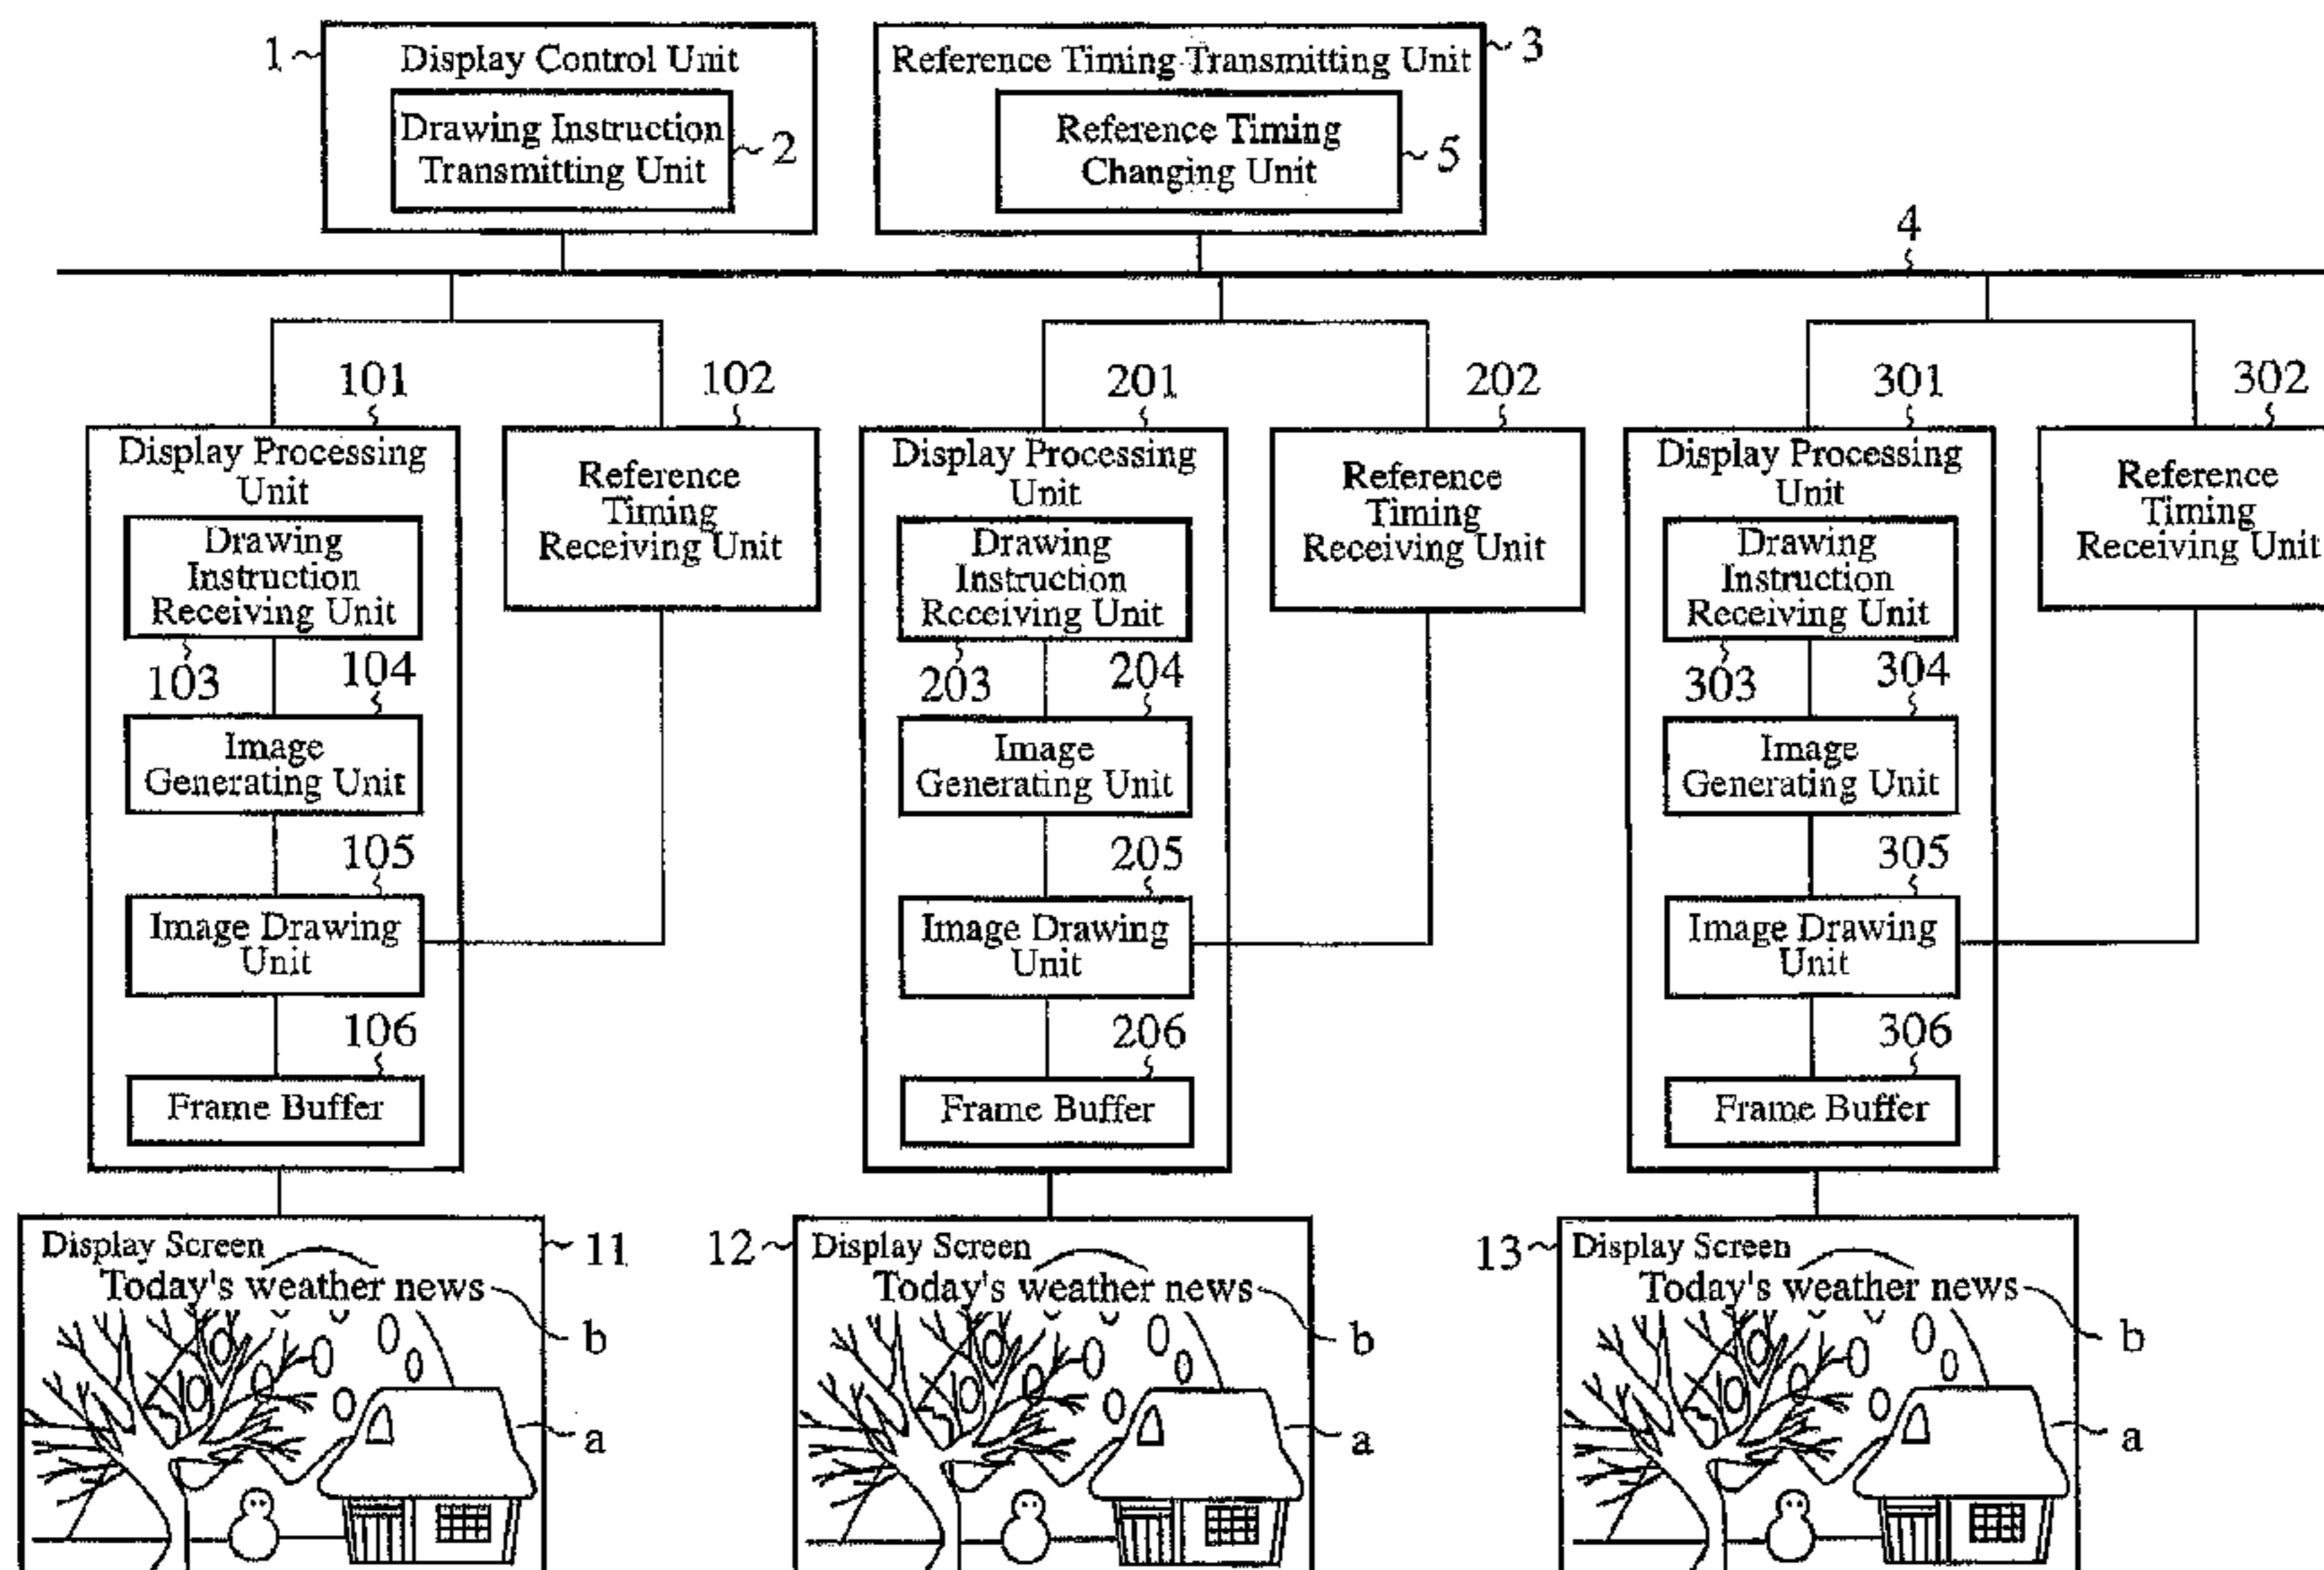 1
Display Control Unit
Drawing Instruction
Transmitting Unit
2
Reference Timing Transmitting Unit
3
Reference Timing
Changing Unit
5
4
101
102
Display Processing
Unit
Drawing
Instruction
Receiving Unit
Reference
Timing
Receiving Unit
103
104
Image
Generating Unit
105
Image Drawing
Unit
106
Frame Buffer
201
202
Display Processing
Unit
Drawing
Instruction
Receiving Unit
Reference
Timing
Receiving Unit
203
204
Image
Generating Unit
205
Image Drawing
Unit
206
Frame Buffer
301
302
Display Processing
Unit
Drawing
Instruction
Receiving Unit
Reference
Timing
Receiving Unit
303
304
Image
Generating Unit
305
Image Drawing
Unit
306
Frame Buffer
Display Screen
11
Today's weather news
b
a
12
Display Screen
Today's weather news
b
a
13
Display Screen
Today's weather news
b
a